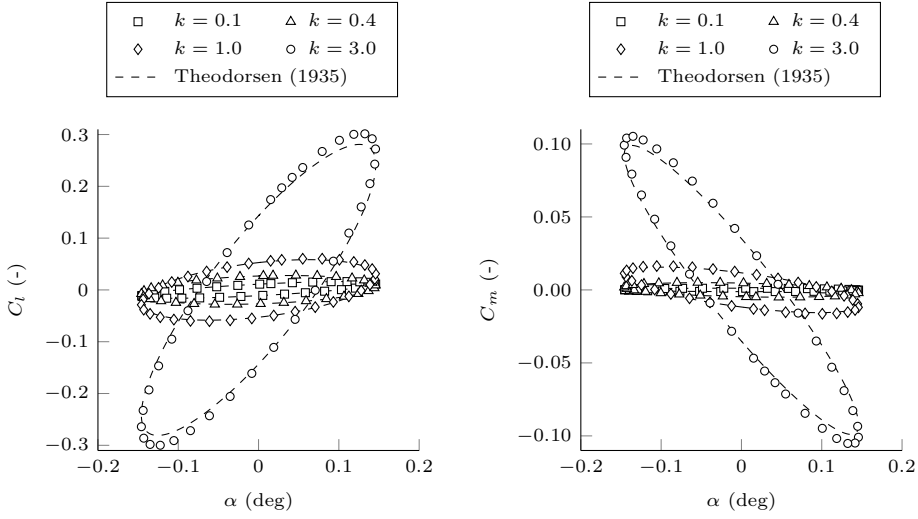 k = 0.1 k = 0.4
k = 1.0 k = 3.0
Theodorsen (1935)
0.3
0.2
0.1
0
−0.1
−0.2
−0.3
C_l (-)
−0.2 −0.1 0 0.1 0.2
α (deg)
k = 0.1 k = 0.4
k = 1.0 k = 3.0
Theodorsen (1935)
0.10
0.05
0.00
−0.05
−0.10
C_m (-)
−0.2 −0.1 0 0.1 0.2
α (deg)